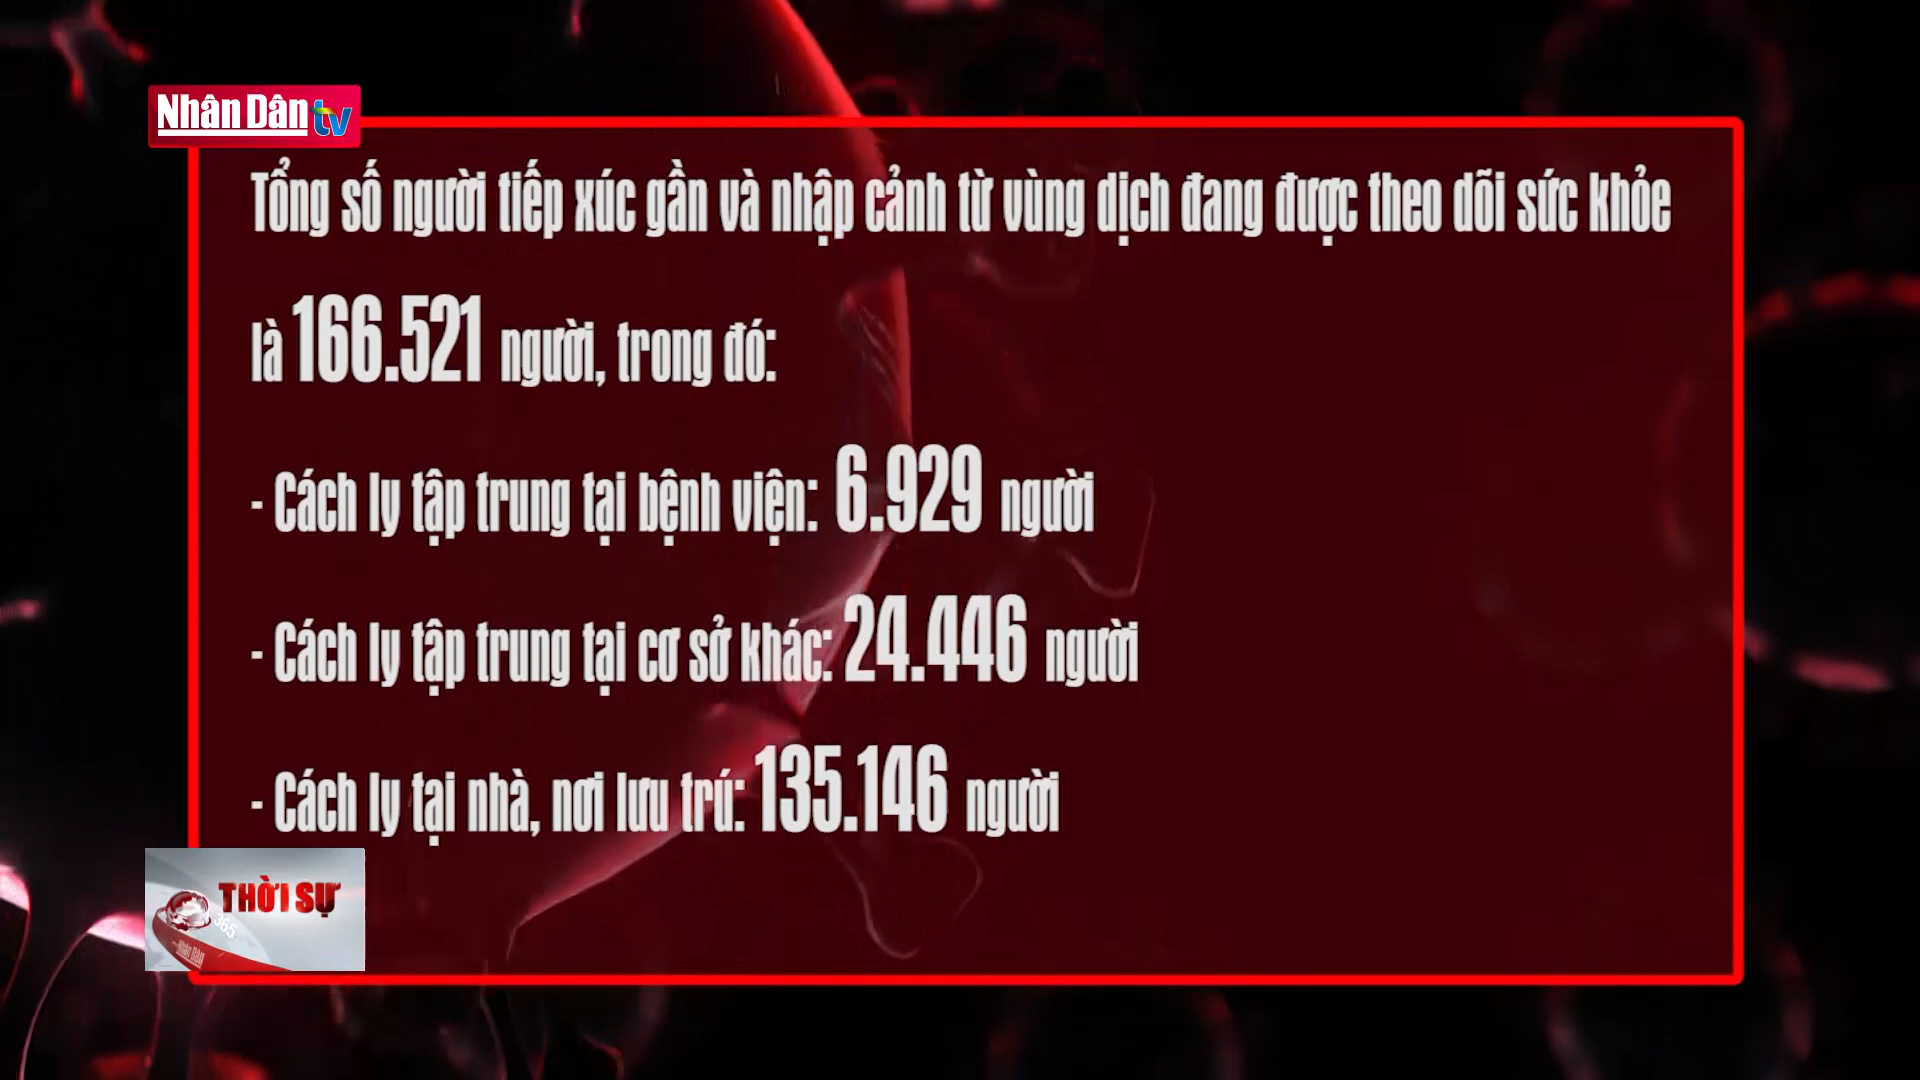 Nhân Dân tv
Tổng số người tiếp xúc gần và nhập cảnh từ vùng dịch đang được theo dõi sức khỏe
là 166.521 người, trong đó:
- Cách ly tập trung tại bệnh viện: 6.929 người
- Cách ly tập trung tại cơ sở khác: 24.446 người
- Cách ly tại nhà, nơi lưu trú: 135.146 người
THỜI SỰ
365
Nhân Dân